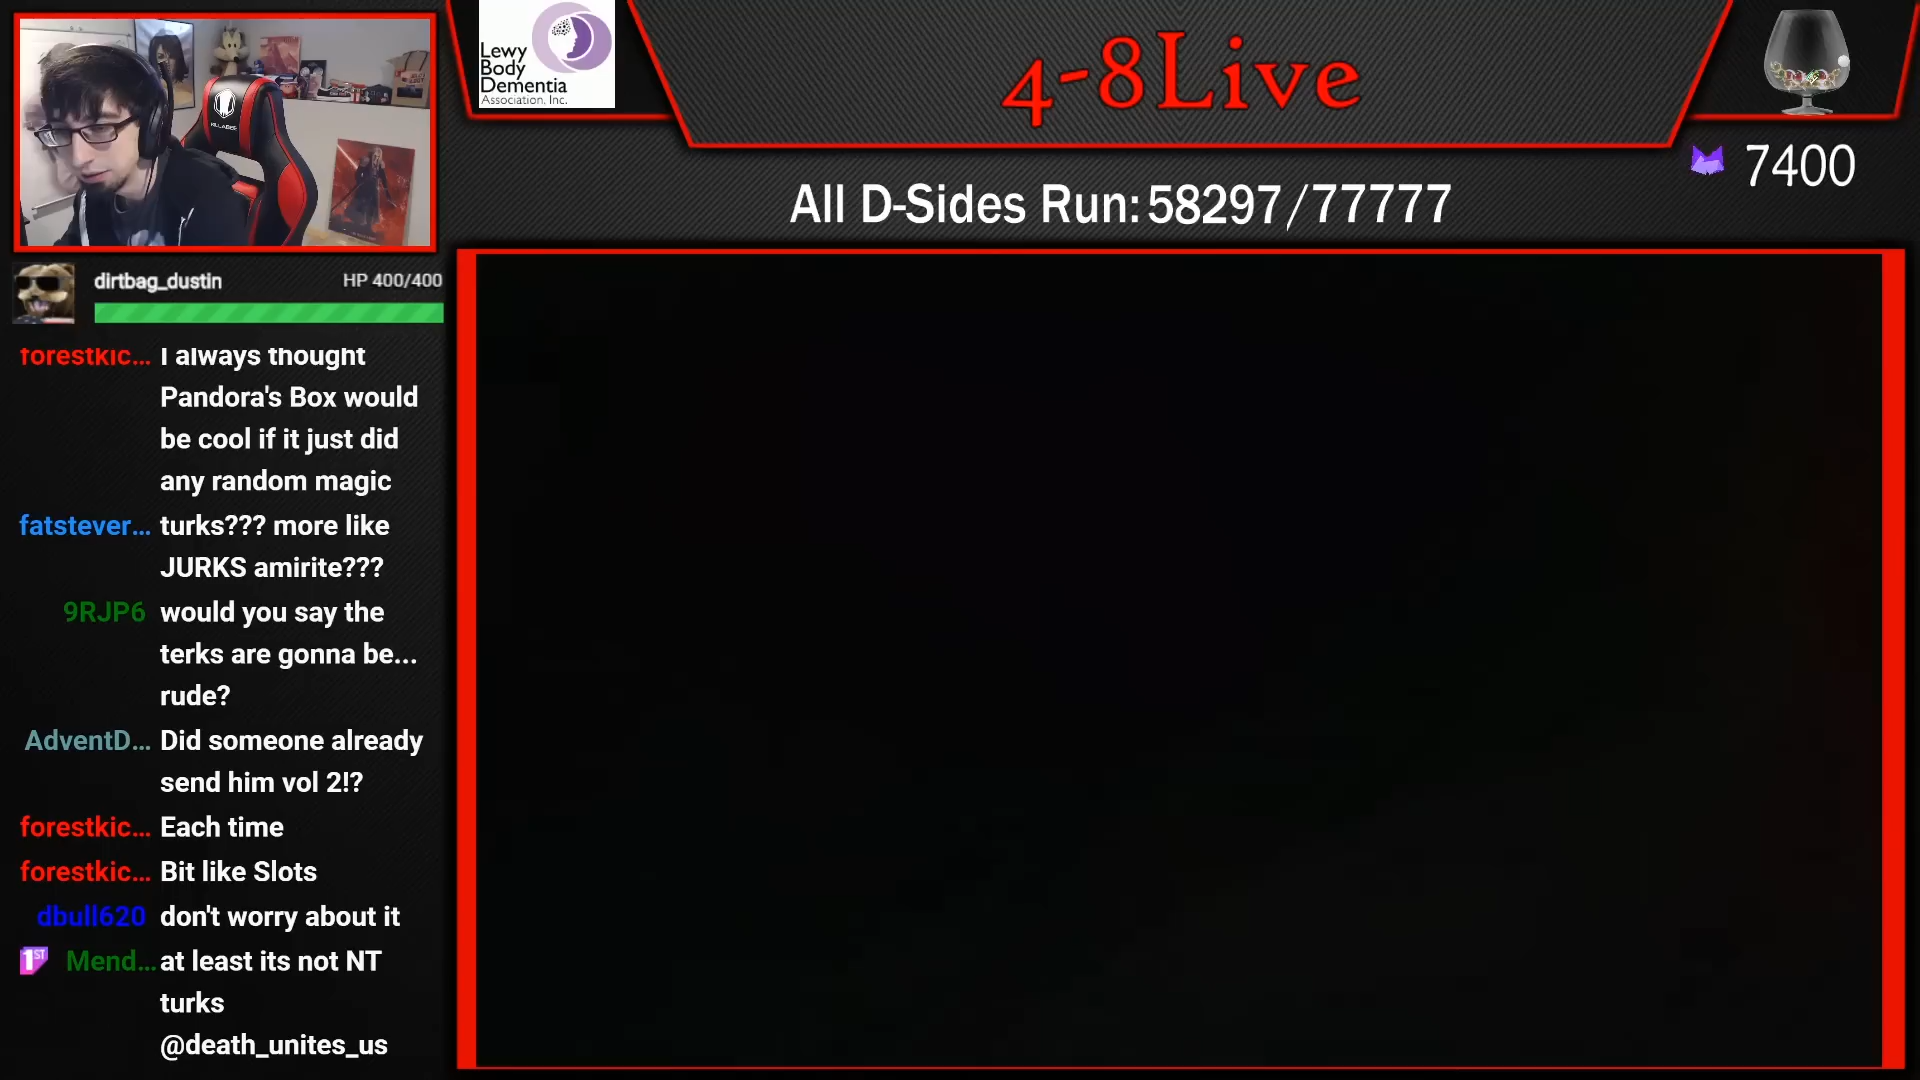 Lewy
Body
Dementia
Association, Inc.
4-8Live
7400
All D-Sides Run:58297/77777
dirtbag_dustin HP 400/400
forestkic... I always thought
Pandora's Box would
be cool if it just did
any random magic
fatstever... turks??? more like
JURKS amirite???
9RJP6 would you say the
terks are gonna be...
rude?
AdventD... Did someone already
send him vol 2!?
forestkic... Each time
forestkic... Bit like Slots
dbull620 don't worry about it
1ST Mend... at least its not NT
turks
@death_unites_us